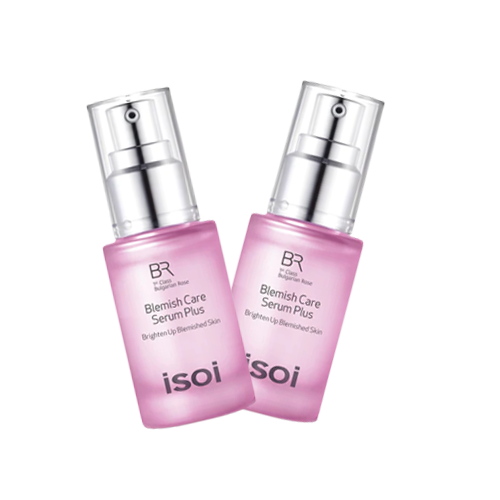 BR
1st Class
Bulgarian Rose
Blemish Care
Serum Plus
Brighten Up Blemished Skin
isoi
BR
1st Class
Bulgarian Rose
Blemish Care
Serum Plus
Brighten Up Blemished Skin
isoi